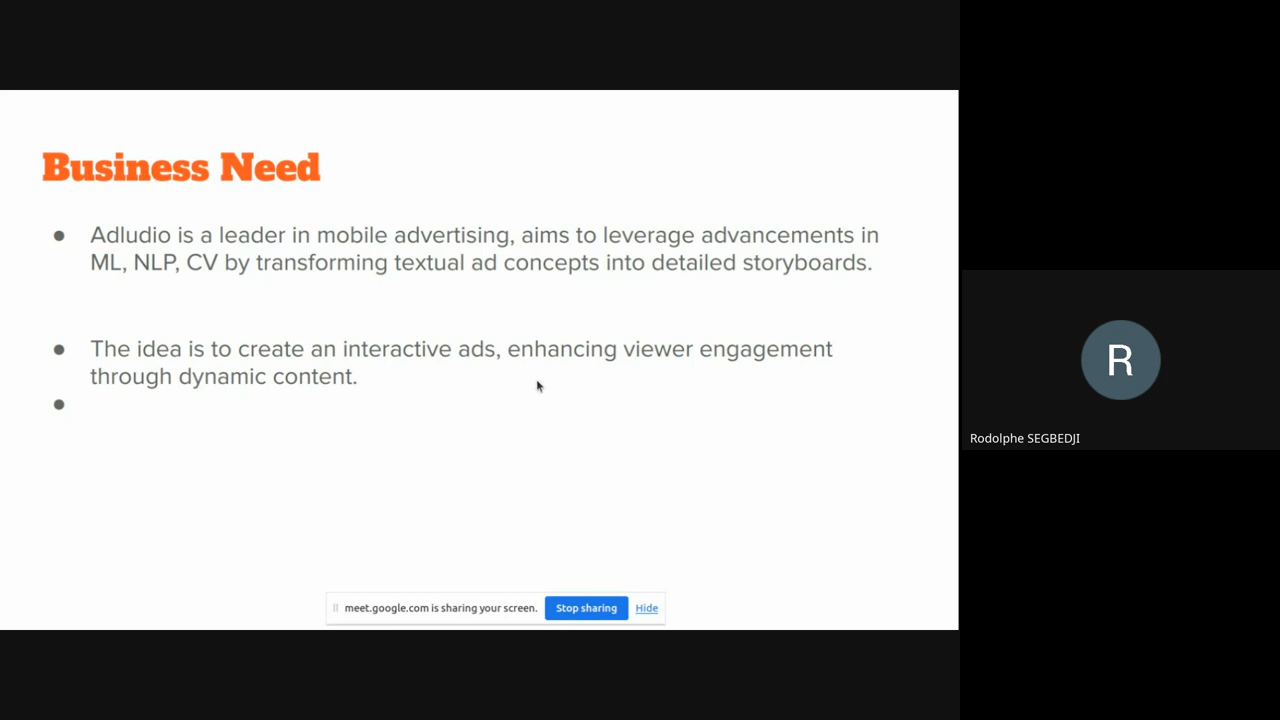 Business Need
● Adludio is a leader in mobile advertising, aims to leverage advancements in
ML, NLP, CV by transforming textual ad concepts into detailed storyboards.
● The idea is to create an interactive ads, enhancing viewer engagement
through dynamic content.
●
meet.google.com is sharing your screen. Stop sharing Hide
R
Rodolphe SEGBEDJI